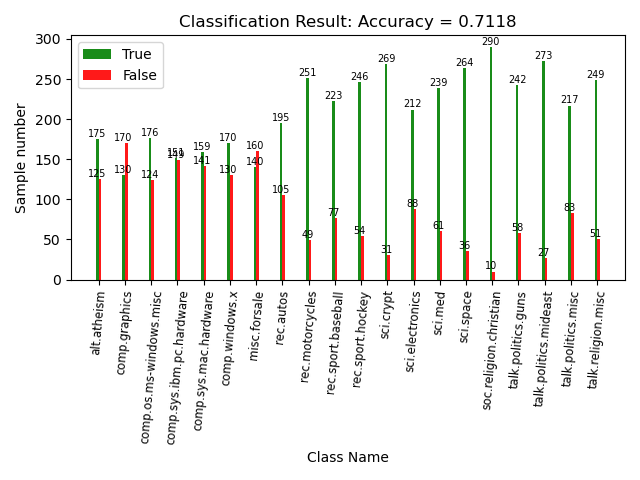 Classification Result: Accuracy = 0.7118
True
False
Sample number
300
250
200
150
100
50
0
175
125
130
170
176
124
151
149
159
141
170
130
140
160
195
105
251
49
223
77
246
54
269
31
212
88
239
61
264
36
290
10
242
58
273
27
217
83
249
51
alt.atheism
comp.graphics
comp.os.ms-windows.misc
comp.sys.ibm.pc.hardware
comp.sys.mac.hardware
comp.windows.x
misc.forsale
rec.autos
rec.motorcycles
rec.sport.baseball
rec.sport.hockey
sci.crypt
sci.electronics
sci.med
sci.space
soc.religion.christian
talk.politics.guns
talk.politics.mideast
talk.politics.misc
talk.religion.misc
Class Name